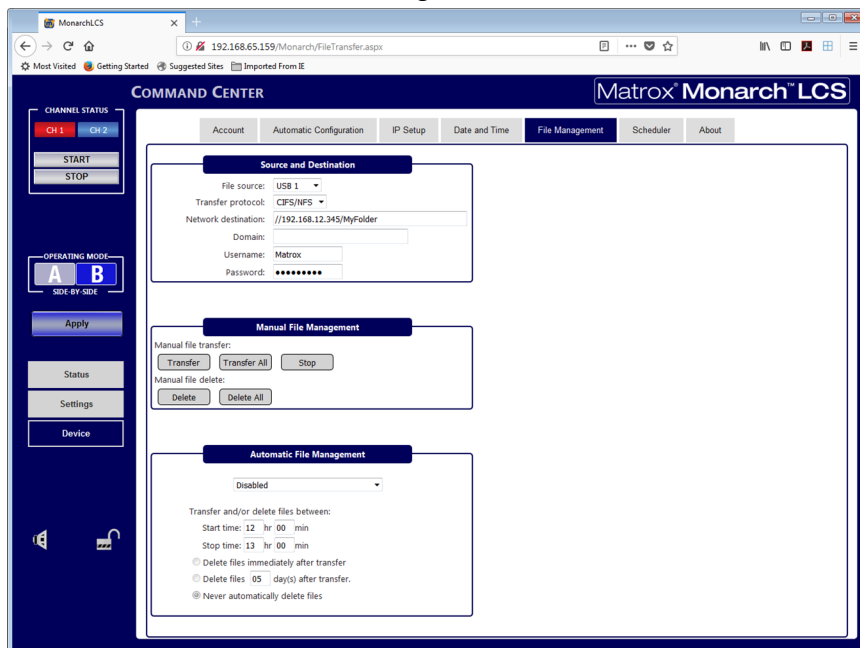 MonarchLCS
192.168.65.159/Monarch/FileTransfer.aspx
Most Visited Getting Started Suggested Sites Imported From IE
COMMAND CENTER
Matrox® Monarch™ LCS
CHANNEL STATUS
CH 1 CH 2
START
STOP
OPERATING MODE
A B
SIDE-BY-SIDE
Apply
Status
Settings
Device
Account Automatic Configuration IP Setup Date and Time File Management Scheduler About
Source and Destination
File source: USB 1
Transfer protocol: CIFS/NFS
Network destination: //192.168.12.345/MyFolder
Domain:
Username: Matrox
Password: •••••••••
Manual File Management
Manual file transfer:
Transfer Transfer All Stop
Manual file delete:
Delete Delete All
Automatic File Management
Disabled
Transfer and/or delete files between:
Start time: 12 hr 00 min
Stop time: 13 hr 00 min
Delete files immediately after transfer
Delete files 05 day(s) after transfer.
Never automatically delete files